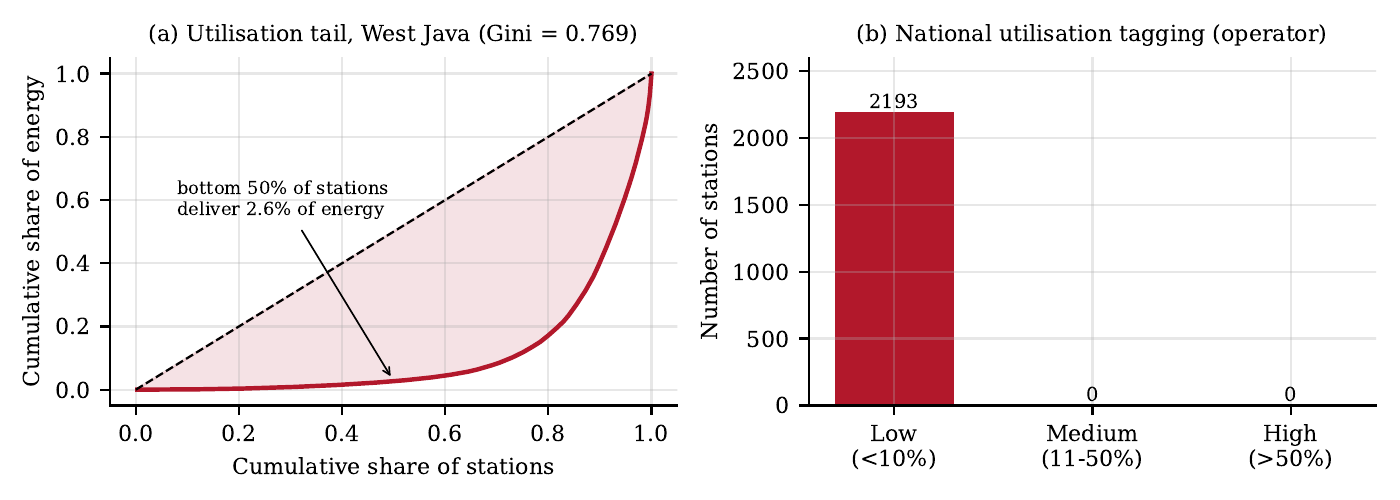 (a) Utilisation tail, West Java (Gini = 0.769)
Cumulative share of energy
1.0
0.8
0.6
0.4
0.2
0.0
bottom 50% of stations
deliver 2.6% of energy
0.0 0.2 0.4 0.6 0.8 1.0
Cumulative share of stations
(b) National utilisation tagging (operator)
Number of stations
2500
2000
1500
1000
500
0
2193
0
0
Low
(<10%)
Medium
(11-50%)
High
(>50%)